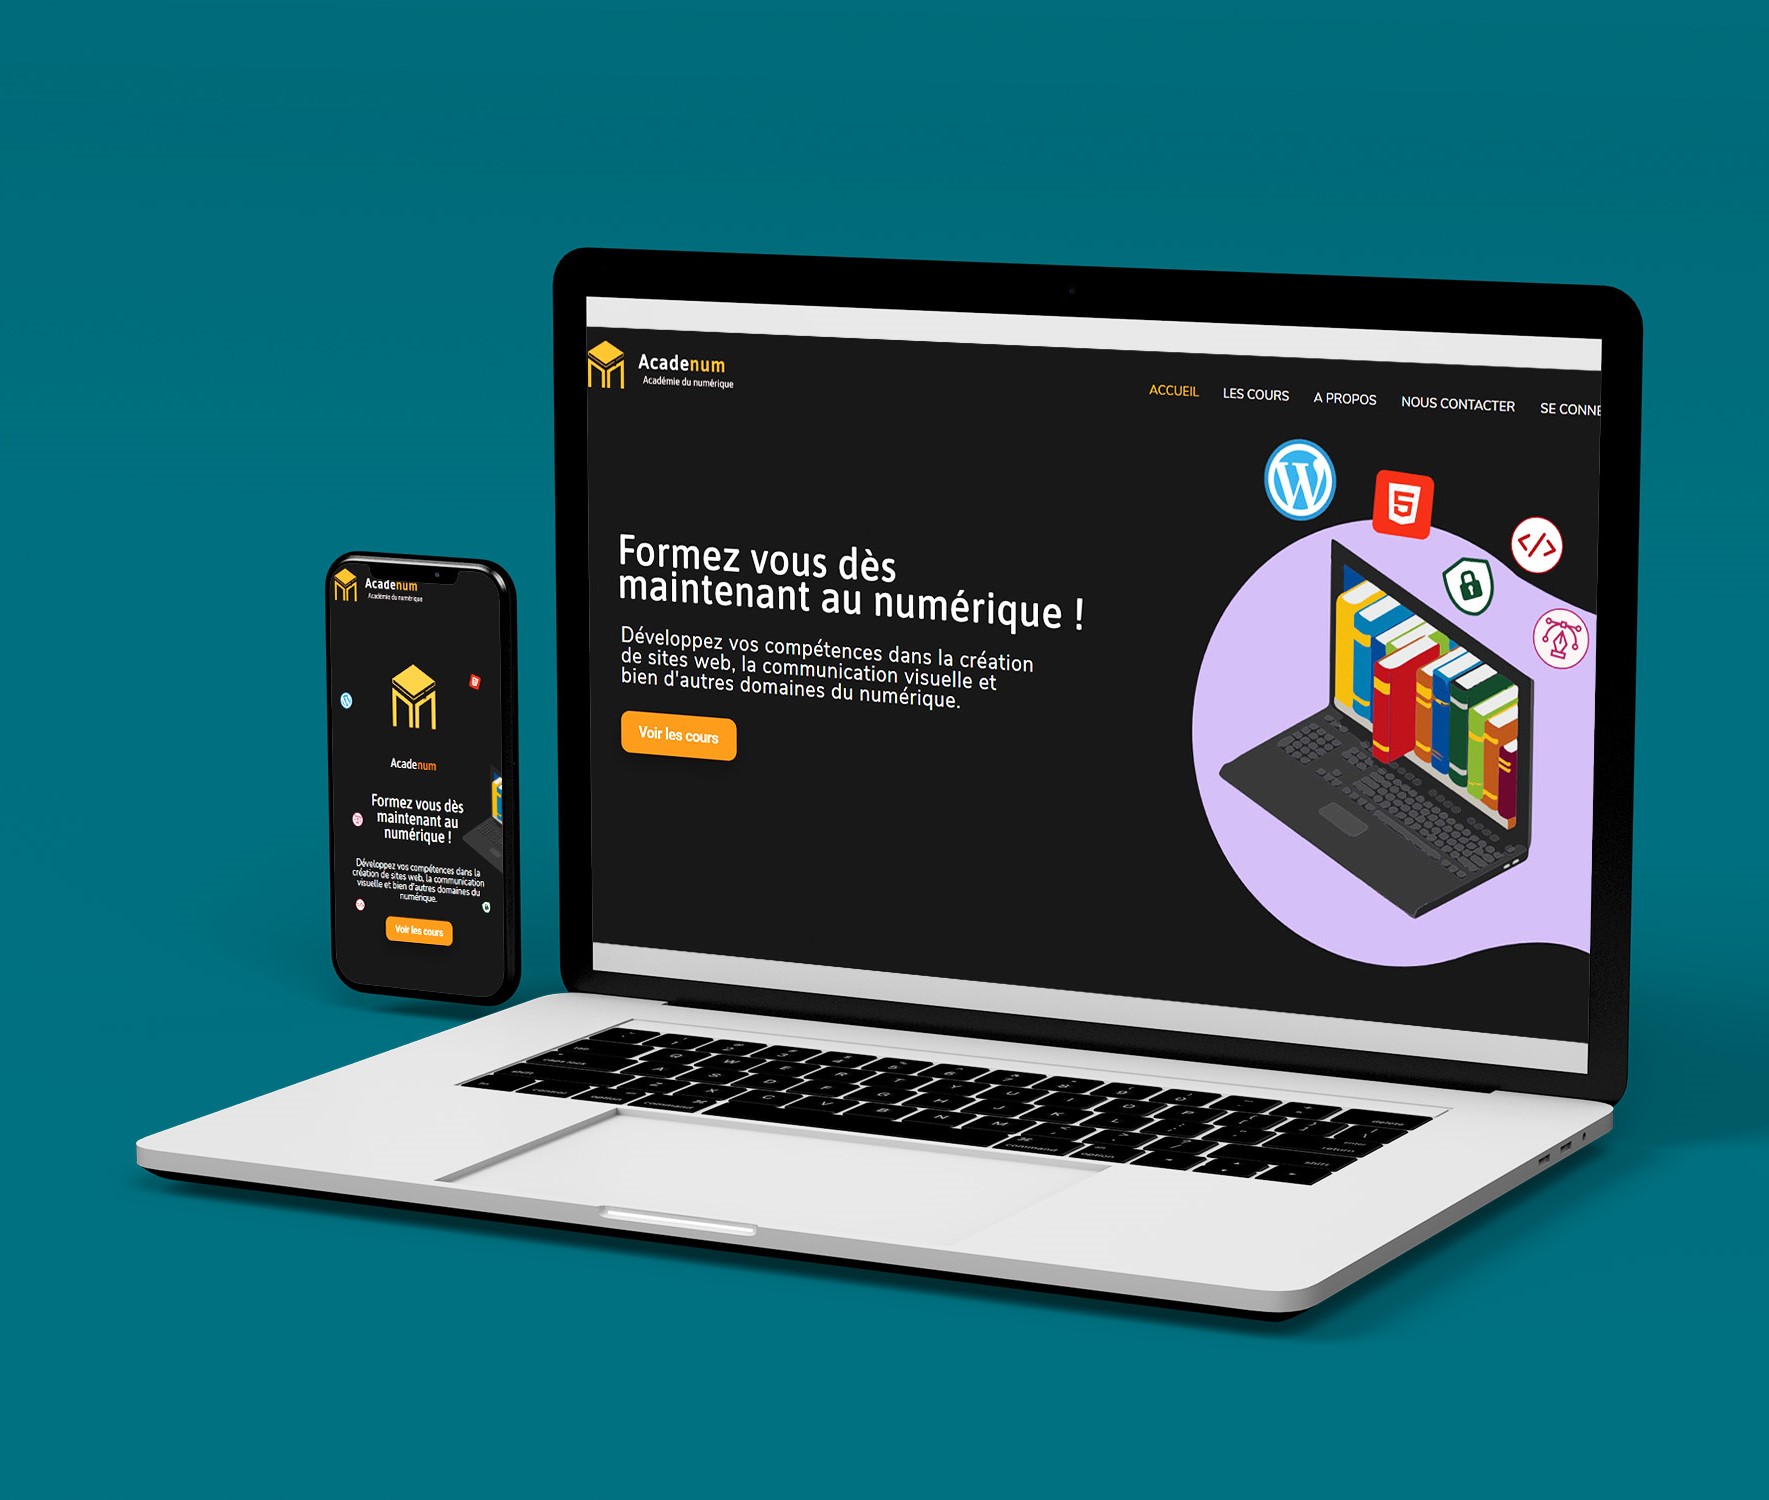 Acadenum
Académie du numérique
ACCUEIL LES COURS A PROPOS NOUS CONTACTER SE CONNE
Formez vous dès
maintenant au numérique !
Développez vos compétences dans la création
de sites web, la communication visuelle et
bien d'autres domaines du numérique.
Voir les cours
Acadenum
Académie du numérique
Acadenum
Formez vous dès
maintenant au
numérique !
Développez vos compétences dans la
création de sites web, la communication
visuelle et bien d'autres domaines du
numérique.
Voir les cours